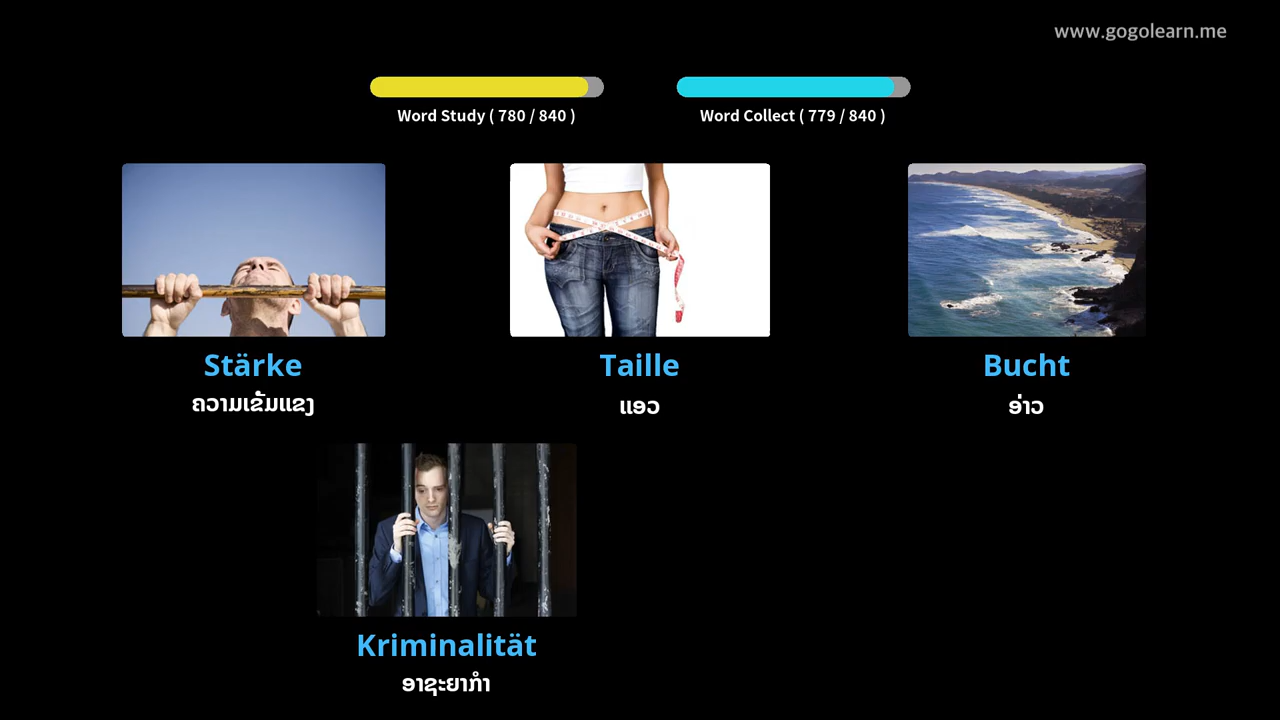 www.gogolearn.me
Word Study ( 780 / 840 )
Word Collect ( 779 / 840 )
Stärke
ຄວາມເຂັ້ມແຂງ
Taille
ແອວ
Bucht
ອ່າວ
Kriminalität
ອາຊະຍາກໍາ